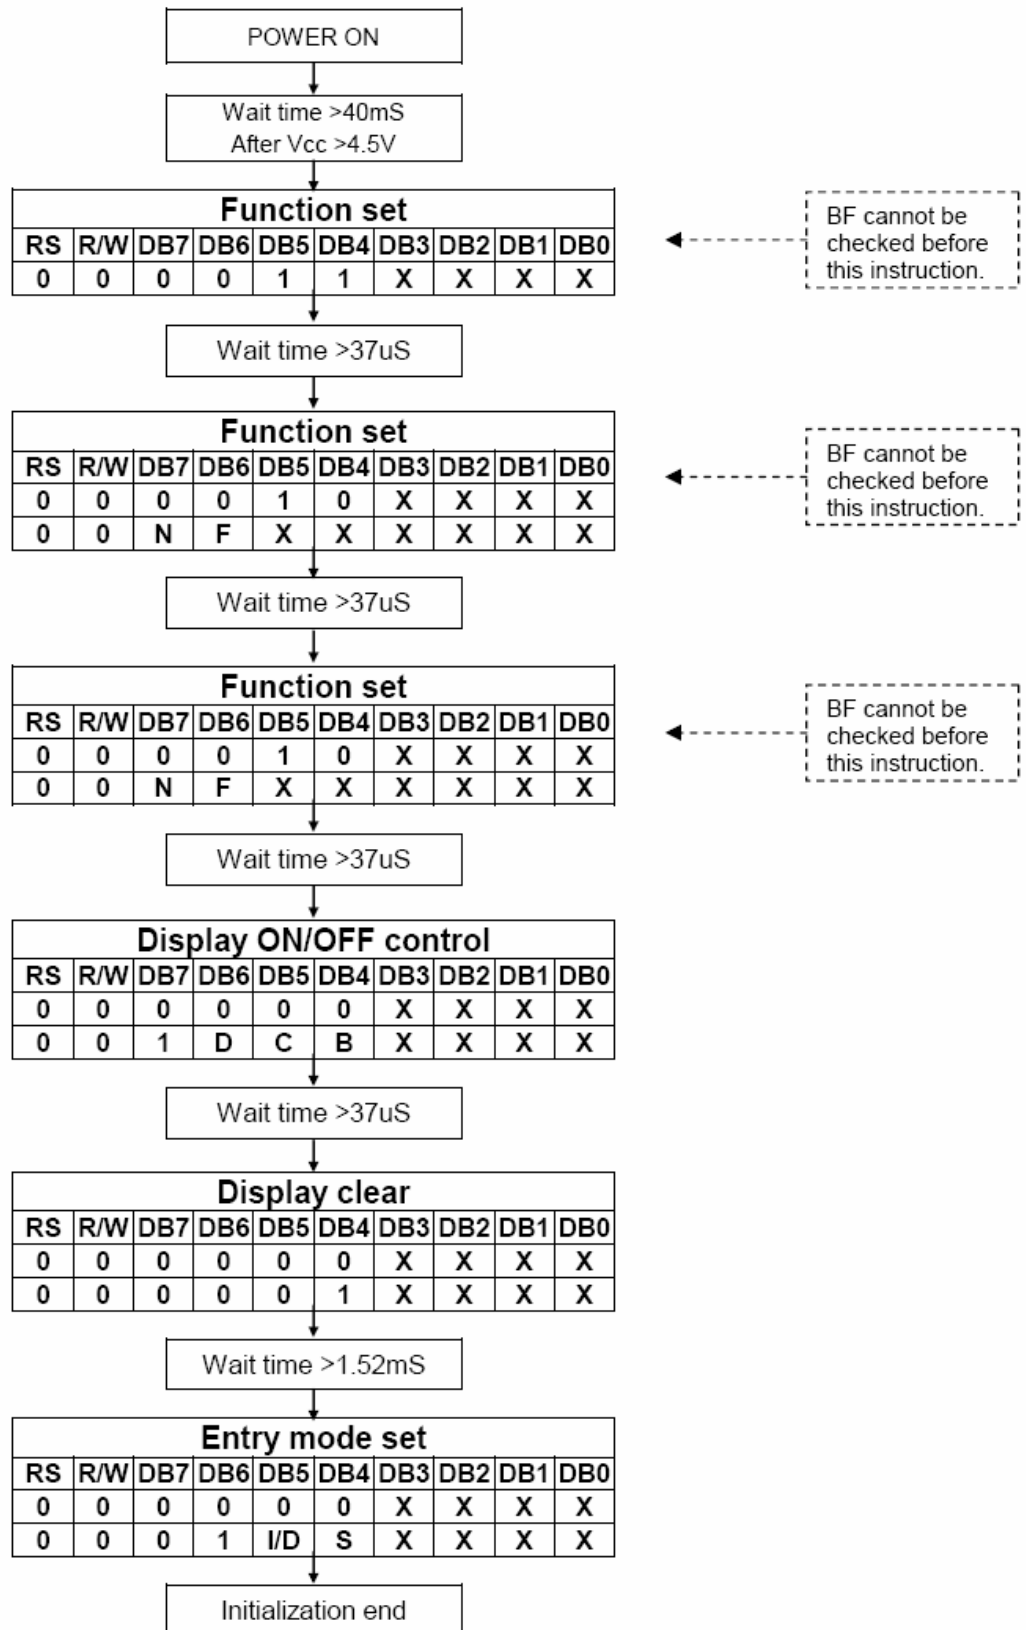 POWER ON
Wait time >40mS
After Vcc >4.5V
Function set
RS R/W DB7 DB6 DB5 DB4 DB3 DB2 DB1 DB0
0 0 0 0 1 1 X X X X
BF cannot be
checked before
this instruction.
Wait time >37uS
Function set
RS R/W DB7 DB6 DB5 DB4 DB3 DB2 DB1 DB0
0 0 0 0 1 0 X X X X
0 0 N F X X X X X X
BF cannot be
checked before
this instruction.
Wait time >37uS
Function set
RS R/W DB7 DB6 DB5 DB4 DB3 DB2 DB1 DB0
0 0 0 0 1 0 X X X X
0 0 N F X X X X X X
BF cannot be
checked before
this instruction.
Wait time >37uS
Display ON/OFF control
RS R/W DB7 DB6 DB5 DB4 DB3 DB2 DB1 DB0
0 0 0 0 0 0 X X X X
0 0 1 D C B X X X X
Wait time >37uS
Display clear
RS R/W DB7 DB6 DB5 DB4 DB3 DB2 DB1 DB0
0 0 0 0 0 0 X X X X
0 0 0 0 0 1 X X X X
Wait time >1.52mS
Entry mode set
RS R/W DB7 DB6 DB5 DB4 DB3 DB2 DB1 DB0
0 0 0 0 0 0 X X X X
0 0 0 1 I/D S X X X X
Initialization end